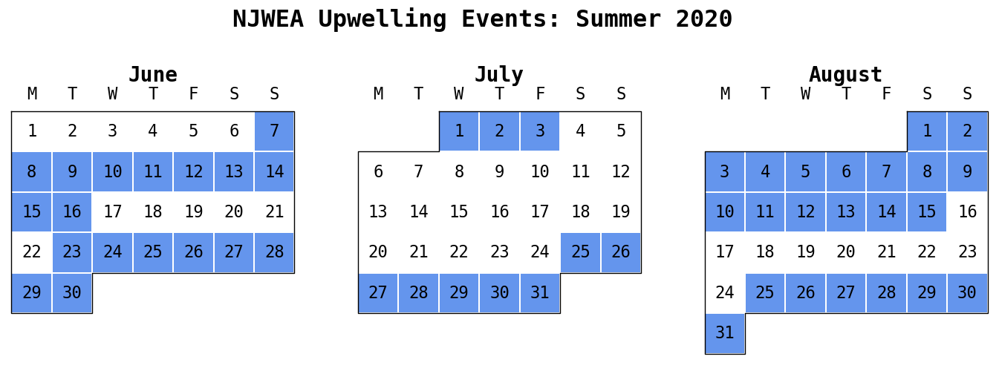 NJWEA Upwelling Events: Summer 2020
June
M T W T F S S
1 2 3 4 5 6 7
8 9 10 11 12 13 14
15 16 17 18 19 20 21
22 23 24 25 26 27 28
29 30
July
M T W T F S S
1 2 3 4 5
6 7 8 9 10 11 12
13 14 15 16 17 18 19
20 21 22 23 24 25 26
27 28 29 30 31
August
M T W T F S S
1 2
3 4 5 6 7 8 9
10 11 12 13 14 15 16
17 18 19 20 21 22 23
24 25 26 27 28 29 30
31